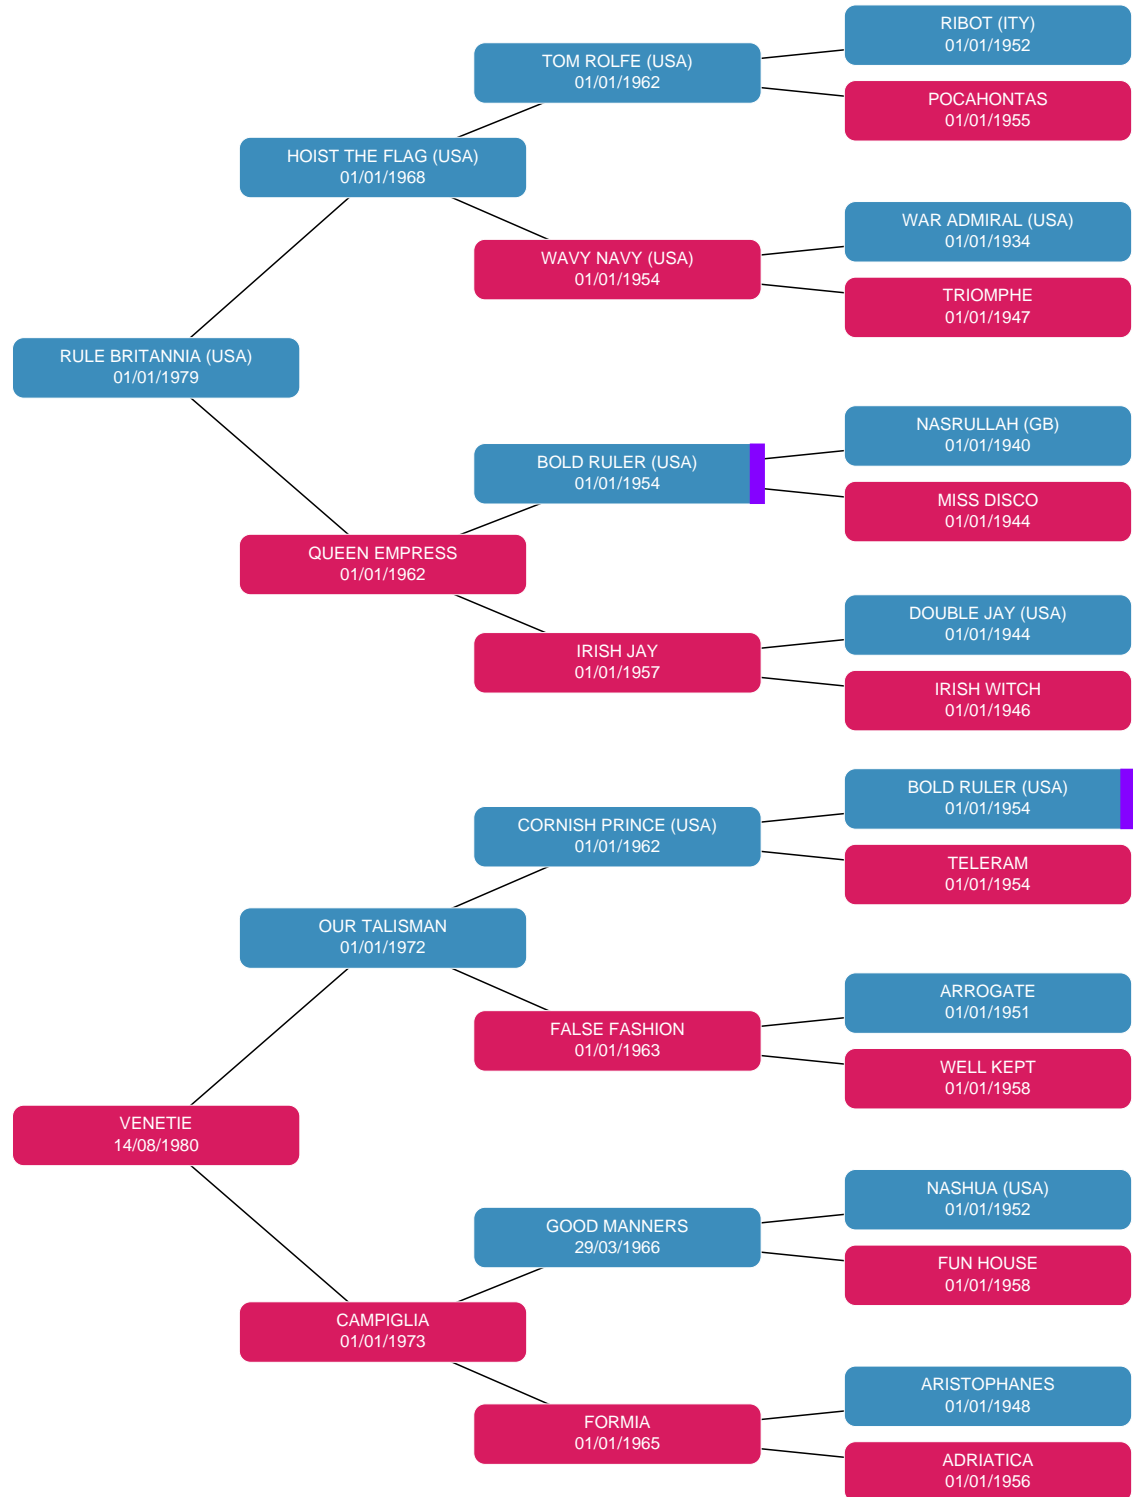 RIBOT (ITY)
01/01/1952
TOM ROLFE (USA)
01/01/1962
POCAHONTAS
01/01/1955
HOIST THE FLAG (USA)
01/01/1968
WAR ADMIRAL (USA)
01/01/1934
WAVY NAVY (USA)
01/01/1954
TRIOMPHE
01/01/1947
RULE BRITANNIA (USA)
01/01/1979
NASRULLAH (GB)
01/01/1940
BOLD RULER (USA)
01/01/1954
MISS DISCO
01/01/1944
QUEEN EMPRESS
01/01/1962
DOUBLE JAY (USA)
01/01/1944
IRISH JAY
01/01/1957
IRISH WITCH
01/01/1946
BOLD RULER (USA)
01/01/1954
CORNISH PRINCE (USA)
01/01/1962
TELERAM
01/01/1954
OUR TALISMAN
01/01/1972
ARROGATE
01/01/1951
FALSE FASHION
01/01/1963
WELL KEPT
01/01/1958
VENETIE
14/08/1980
NASHUA (USA)
01/01/1952
GOOD MANNERS
29/03/1966
FUN HOUSE
01/01/1958
CAMPIGLIA
01/01/1973
ARISTOPHANES
01/01/1948
FORMIA
01/01/1965
ADRIATICA
01/01/1956